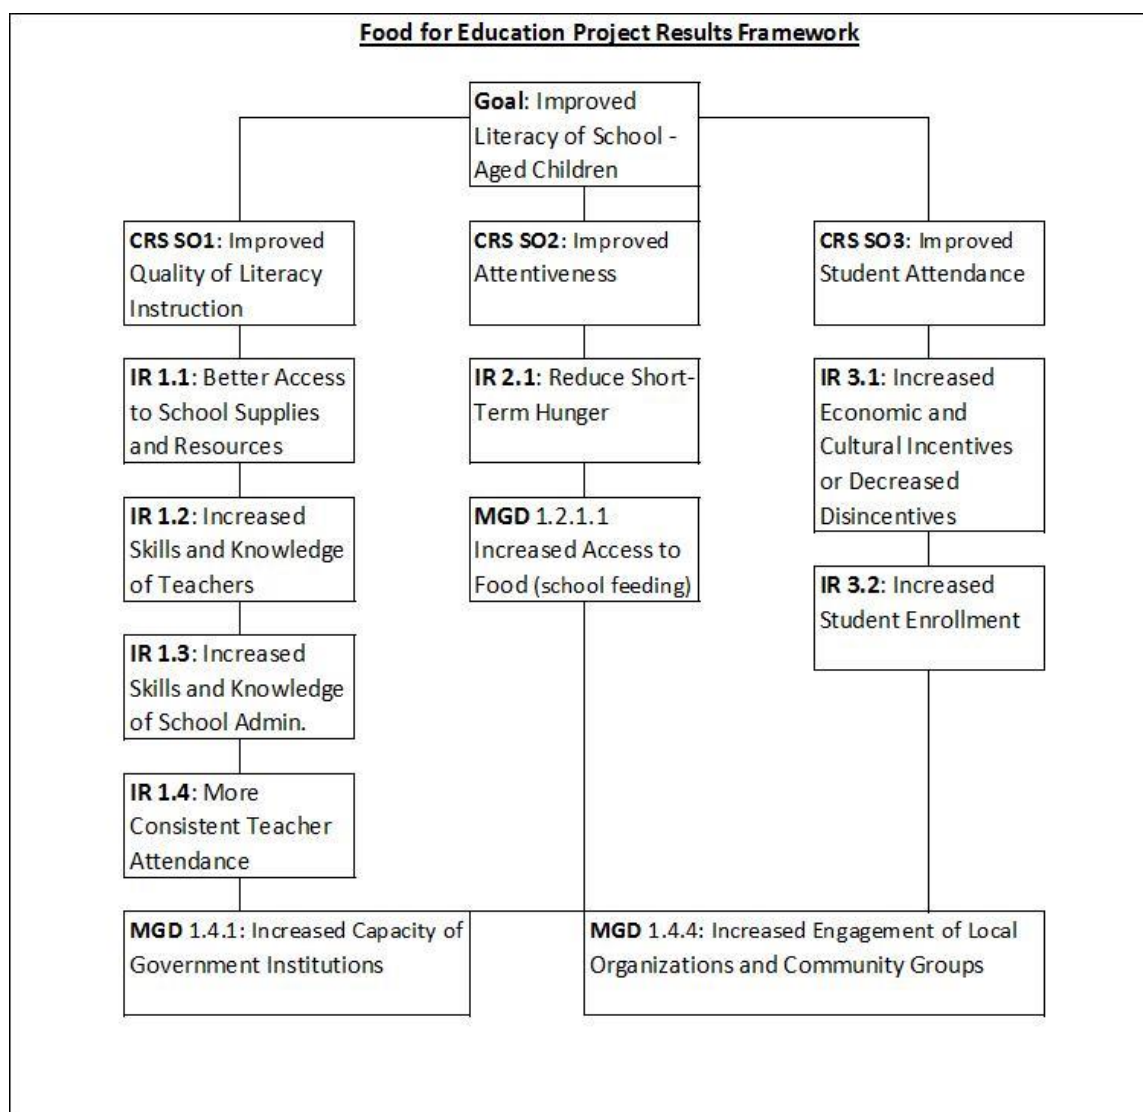 Food for Education Project Results Framework
Goal: Improved
Literacy of School -
Aged Children
CRS SO1: Improved
Quality of Literacy
Instruction
CRS SO2: Improved
Attentiveness
CRS SO3: Improved
Student Attendance
IR 1.1: Better Access
to School Supplies
and Resources
IR 2.1: Reduce Short-
Term Hunger
IR 3.1: Increased
Economic and
Cultural Incentives
or Decreased
Disincentives
IR 1.2: Increased
Skills and Knowledge
of Teachers
MGD 1.2.1.1
Increased Access to
Food (school feeding)
IR 3.2: Increased
Student Enrollment
IR 1.3: Increased
Skills and Knowledge
of School Admin.
IR 1.4: More
Consistent Teacher
Attendance
MGD 1.4.1: Increased Capacity of
Government Institutions
MGD 1.4.4: Increased Engagement of Local
Organizations and Community Groups